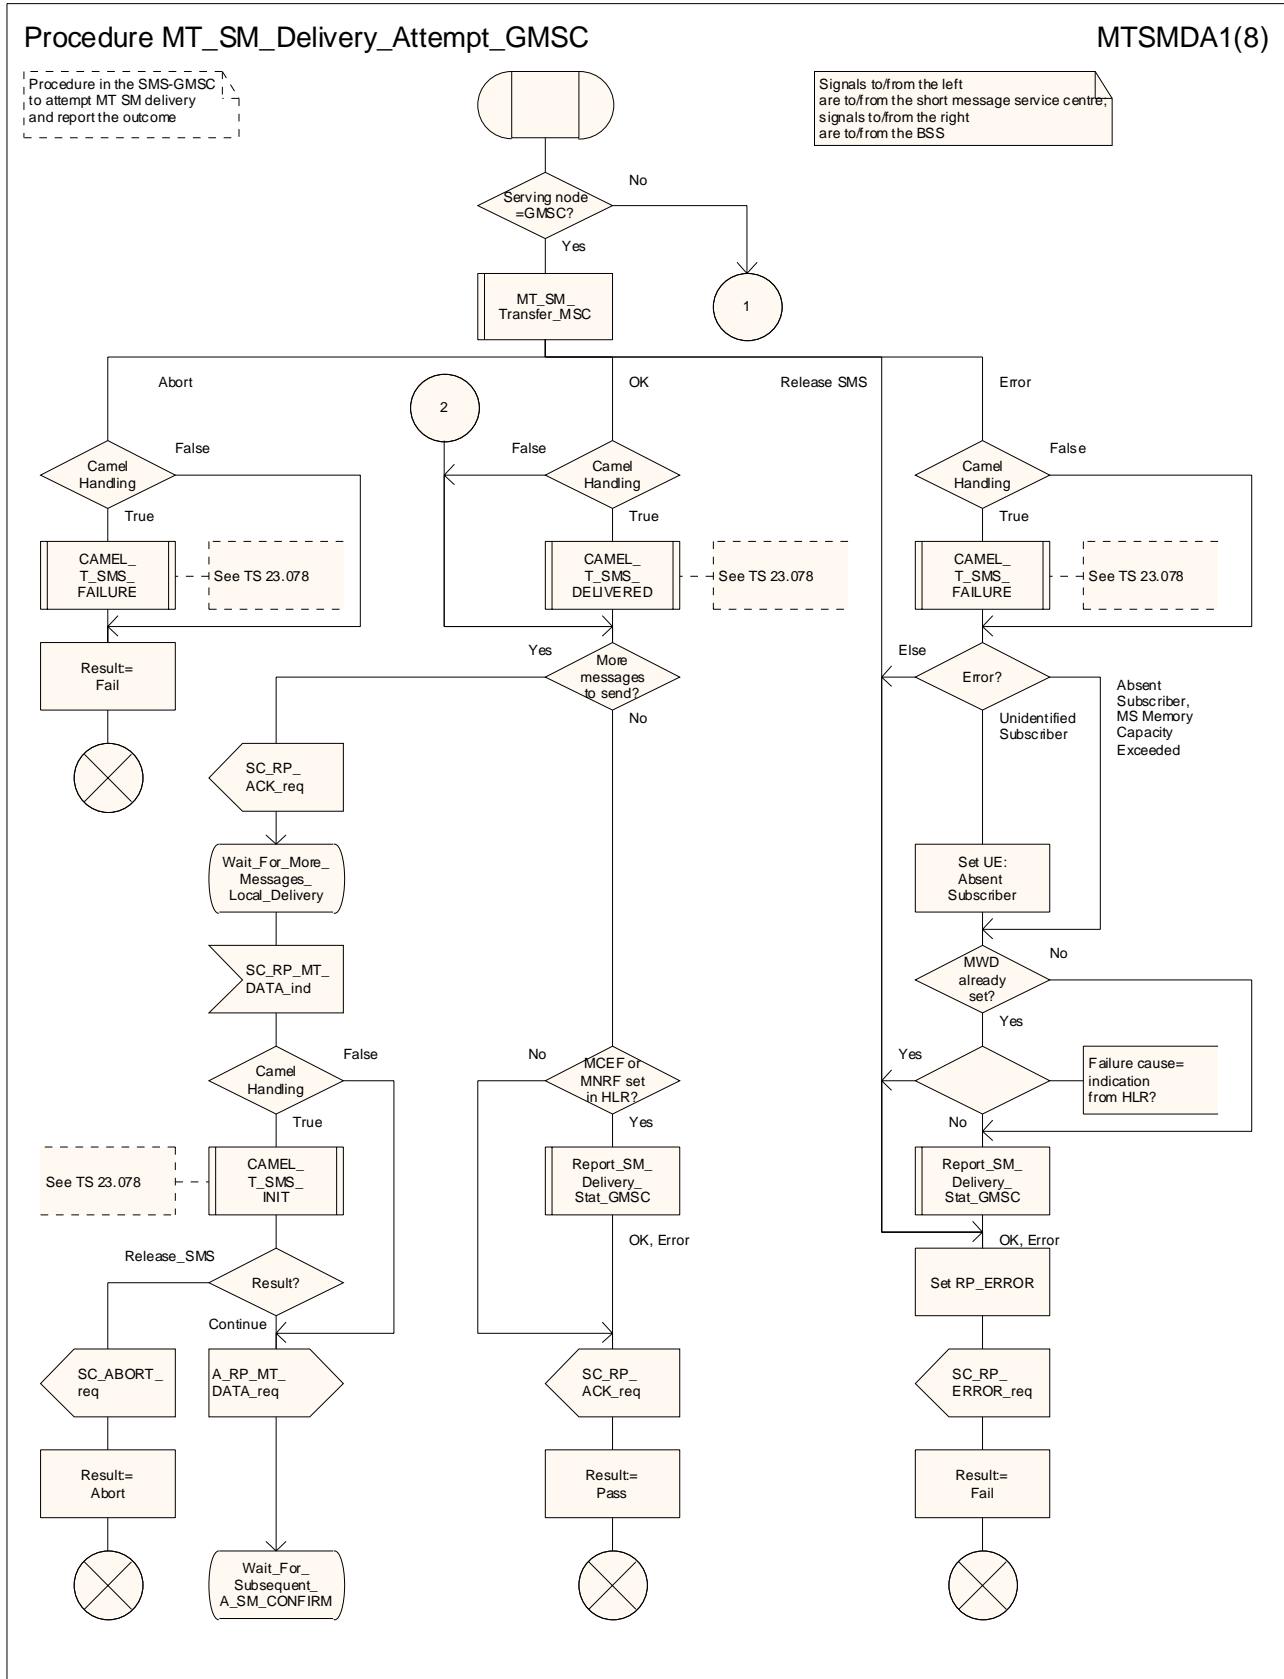 Procedure MT_SM_Delivery_Attempt_GMSC
MTSMDA1(8)
Procedure in the SMS-GMSC
to attempt MT SM delivery
and report the outcome
Signals to/from the left
are to/from the short message service centre;
signals to/from the right
are to/from the BSS
Serving node
=GMSC?
No
Yes
MT_SM_
Transfer_MSC
1
Abort
OK
Release SMS
Error
2
Camel
Handling
False
True
CAMEL_
T_SMS_
FAILURE
See TS 23.078
Result:=
Fail
False
Camel
Handling
True
CAMEL_
T_SMS_
DELIVERED
See TS 23.078
Camel
Handling
False
True
CAMEL_
T_SMS_
FAILURE
See TS 23.078
Yes
More
messages
to send?
No
Else
Error?
Unidentified
Subscriber
Absent
Subscriber,
MS Memory
Capacity
Exceeded
SC_RP_
ACK_req
Wait_For_More_
Messages_
Local_Delivery
SC_RP_MT_
DATA_ind
Camel
Handling
False
True
See TS 23.078
CAMEL_
T_SMS_
INIT
Release_SMS
Result?
Continue
SC_ABORT_
req
A_RP_MT_
DATA_req
Result:=
Abort
Wait_For_
Subsequent_
A_SM_CONFIRM
No
MCEF or
MNRF set
in HLR?
Yes
Report_SM_
Delivery_
Stat_GMSC
OK, Error
SC_RP_
ACK_req
Result:=
Pass
Set UE:
Absent
Subscriber
MWD
already
set?
No
Yes
Yes
Failure cause=
indication
from HLR?
No
Report_SM_
Delivery_
Stat_GMSC
OK, Error
Set RP_ERROR
SC_RP_
ERROR_req
Result:=
Fail